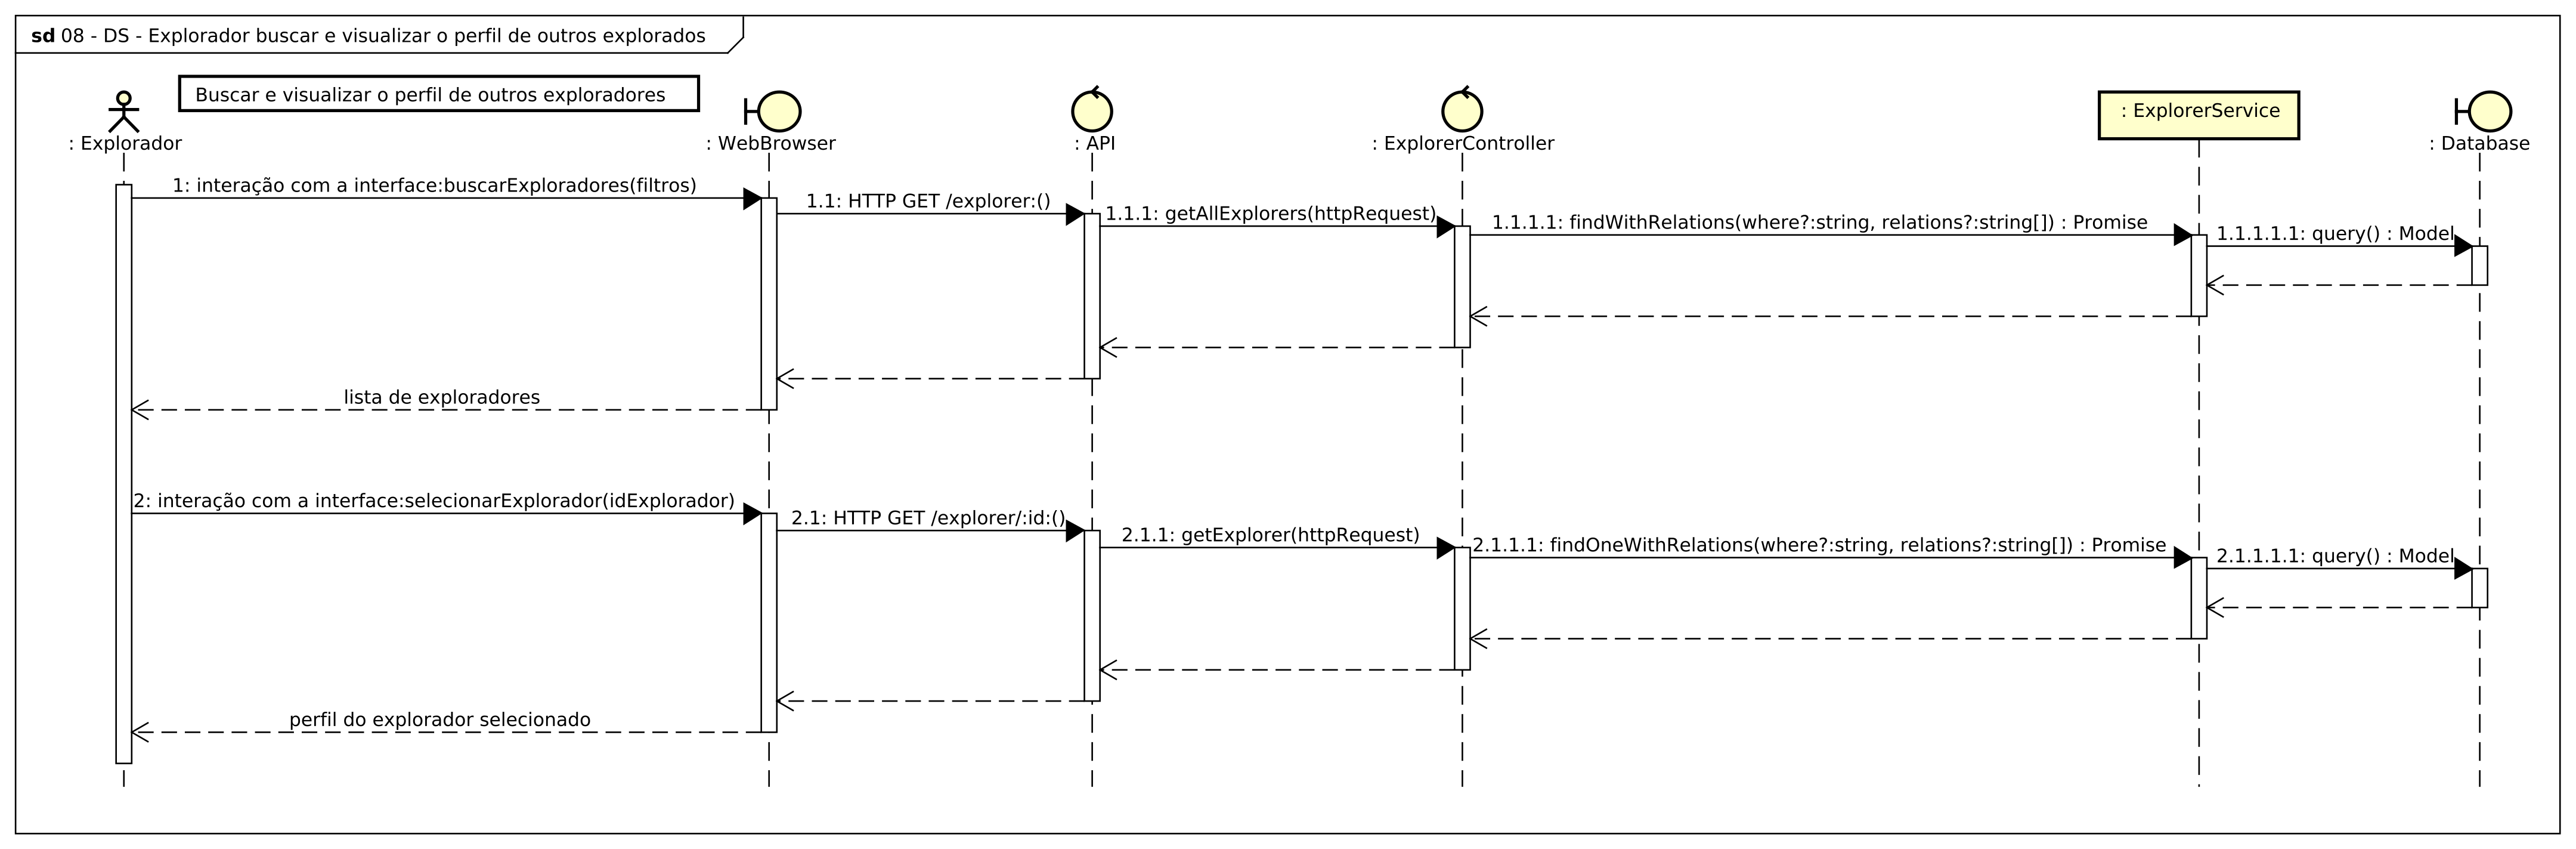 sd 08 - DS - Explorador buscar e visualizar o perfil de outros explorados
Buscar e visualizar o perfil de outros exploradores
: Explorador
: WebBrowser
: API
: ExplorerController
: ExplorerService
: Database
1: interação com a interface:buscarExploradores(filtros)
1.1: HTTP GET /explorer:()
1.1.1: getAllExplorers(httpRequest)
1.1.1.1: findWithRelations(where?:string, relations?:string[]) : Promise
1.1.1.1.1: query() : Model
lista de exploradores
2: interação com a interface:selecionarExplorador(idExplorador)
2.1: HTTP GET /explorer/:id:()
2.1.1: getExplorer(httpRequest)
2.1.1.1: findOneWithRelations(where?:string, relations?:string[]) : Promise
2.1.1.1.1: query() : Model
perfil do explorador selecionado